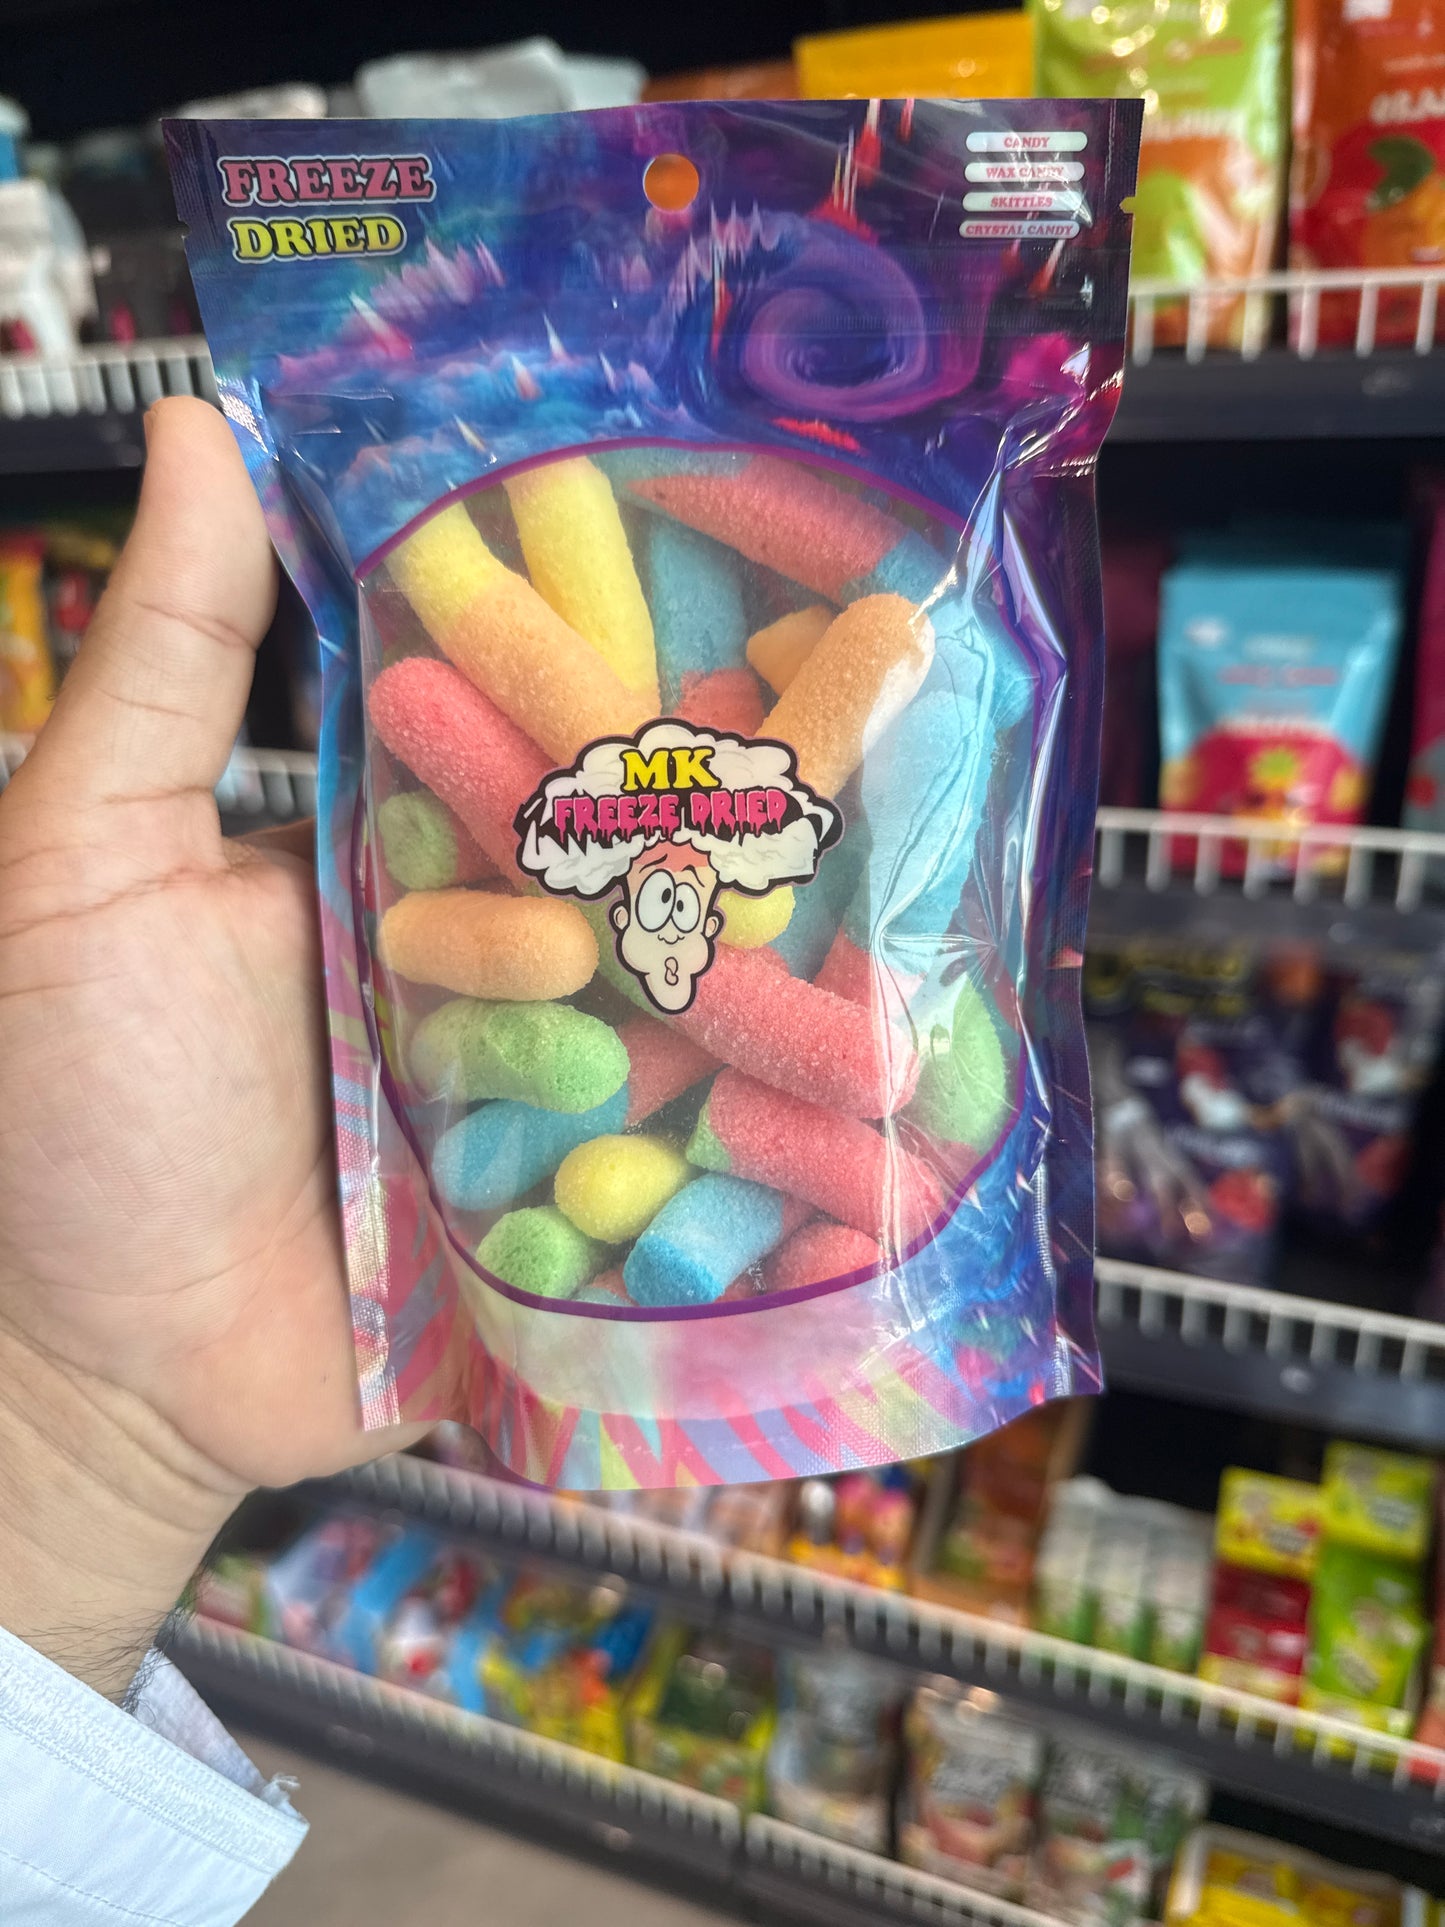 FREEZE
DRIED
CANDY
WAX CANDY
SKITTLES
CRYSTAL CANDY
MK
FREEZE DRIED